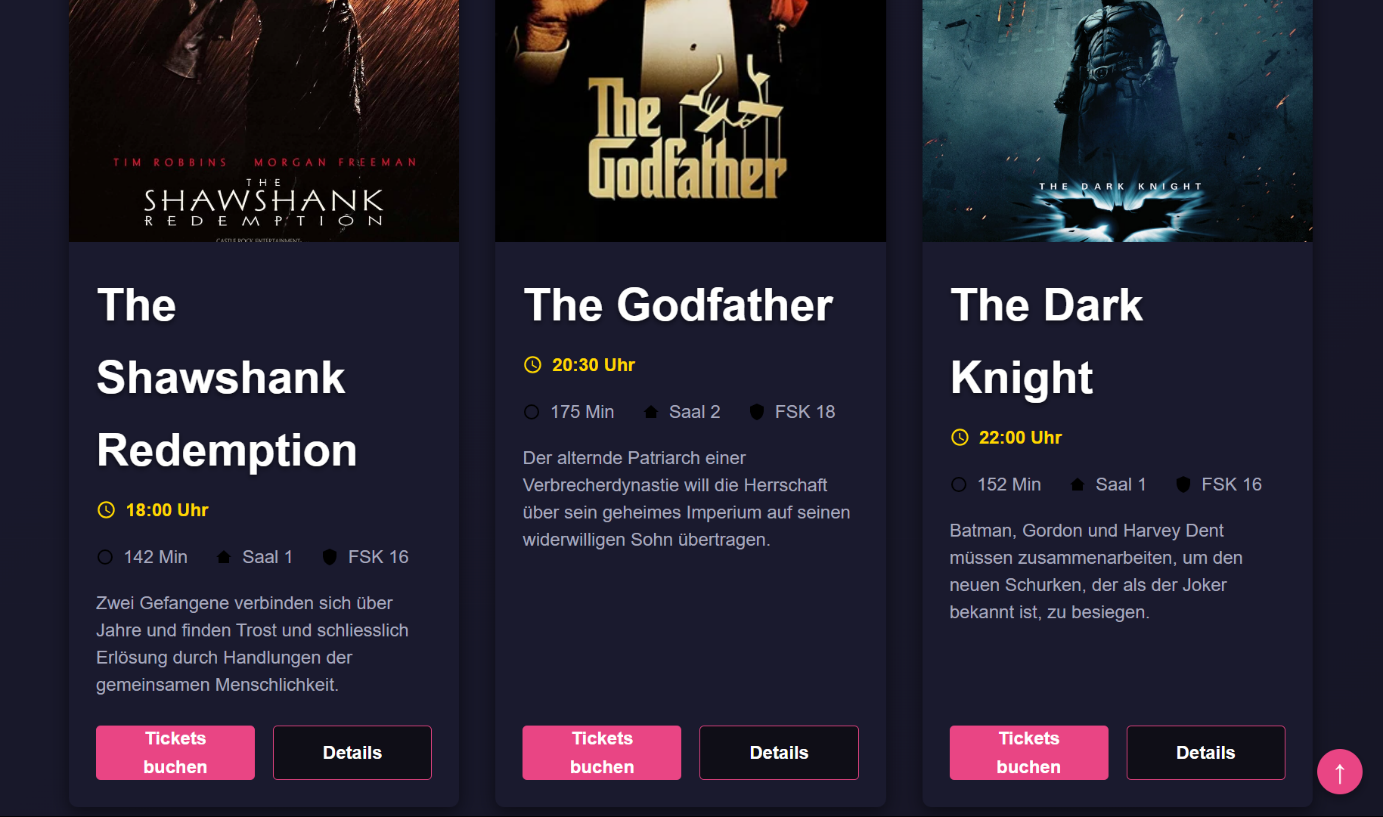 TIM ROBBINS MORGAN FREEMAN
THE
SHAWSHANK
REDEMPTION
CASTLE ROCK ENTERTAINMENT
The
Shawshank
Redemption
18:00 Uhr
142 Min Saal 1 FSK 16
Zwei Gefangene verbinden sich über
Jahre und finden Trost und schliesslich
Erlösung durch Handlungen der
gemeinsamen Menschlichkeit.
Tickets
buchen
Details
The
Godfather
The Godfather
20:30 Uhr
175 Min Saal 2 FSK 18
Der alternde Patriarch einer
Verbrecherdynastie will die Herrschaft
über sein geheimes Imperium auf seinen
widerwilligen Sohn übertragen.
Tickets
buchen
Details
THE DARK KNIGHT
The Dark
Knight
22:00 Uhr
152 Min Saal 1 FSK 16
Batman, Gordon und Harvey Dent
müssen zusammenarbeiten, um den
neuen Schurken, der als der Joker
bekannt ist, zu besiegen.
Tickets
buchen
Details
↑